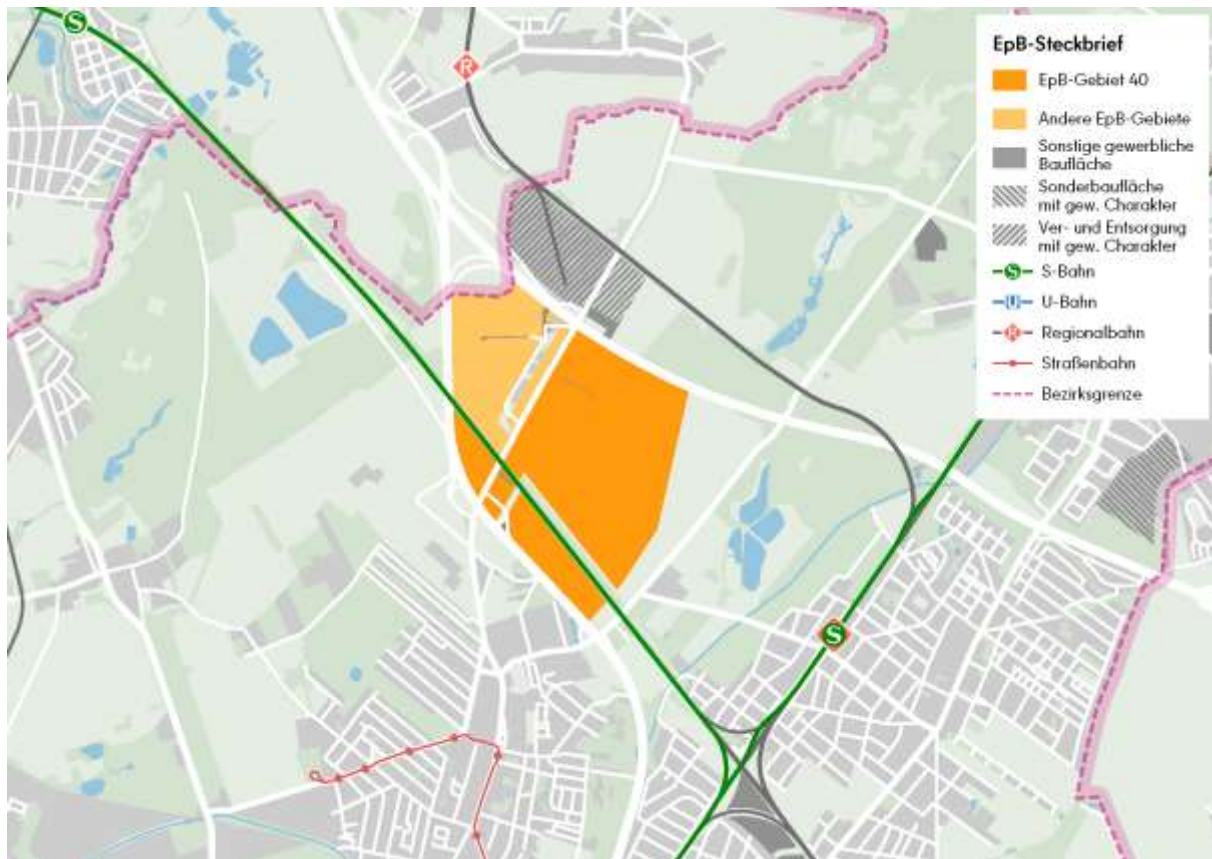 S
R
EpB-Steckbrief
EpB-Gebiet 40
Andere EpB-Gebiete
Sonstige gewerbliche
Baufläche
Sonderbaufläche
mit gew. Charakter
Ver- und Entsorgung
mit gew. Charakter
S S-Bahn
U U-Bahn
R Regionalbahn
Straßenbahn
Bezirksgrenze
S